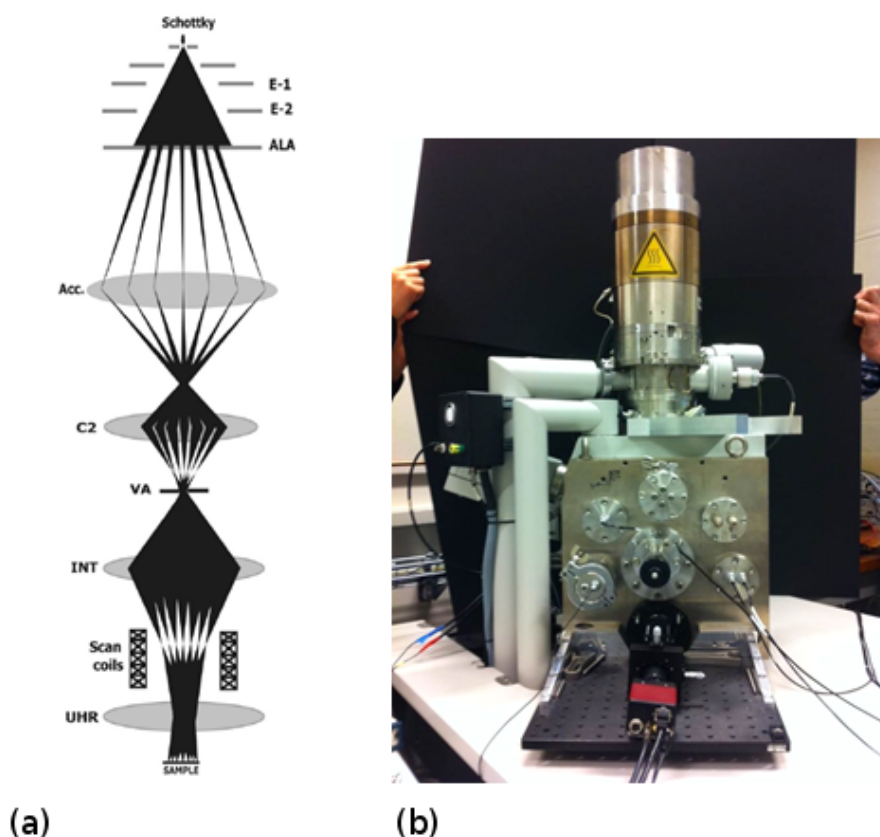 Schottky
E-1
E-2
ALA
Acc.
C2
VA
INT
Scan
coils
UHR
SAMPLE
(a)
(b)